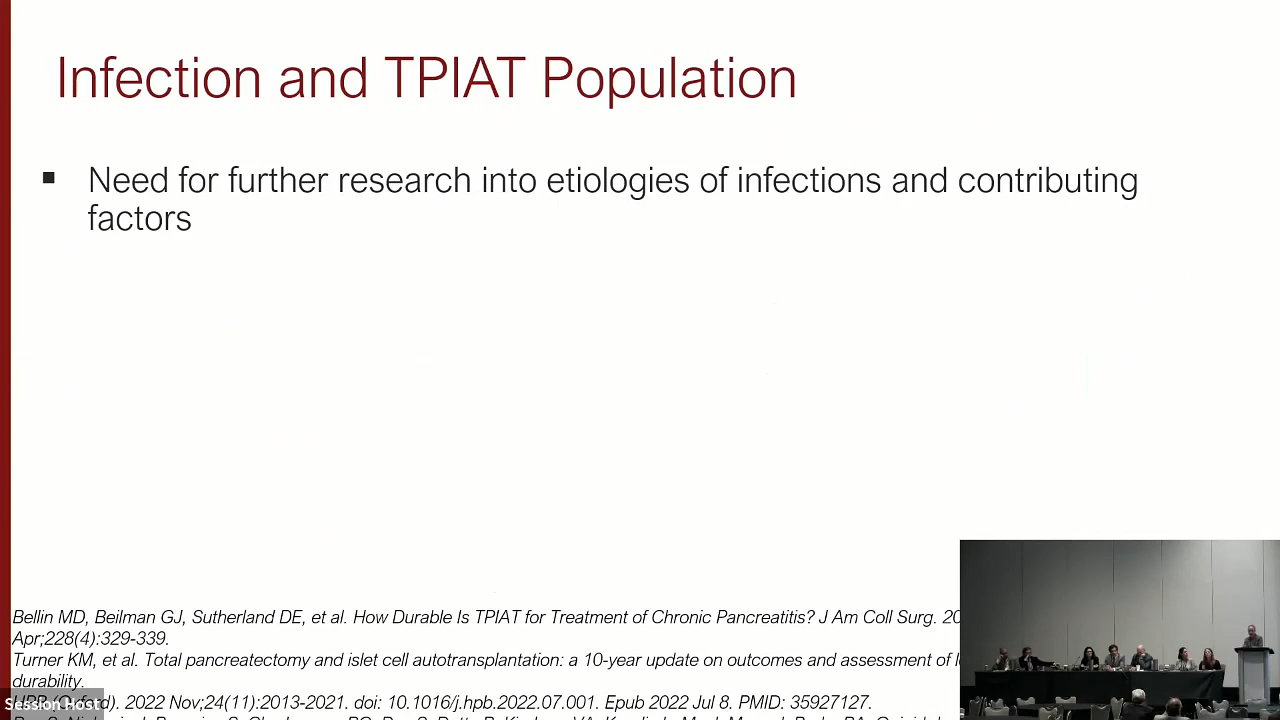 Infection and TPIAT Population
▪ Need for further research into etiologies of infections and contributing
factors
Bellin MD, Beilman GJ, Sutherland DE, et al. How Durable Is TPIAT for Treatment of Chronic Pancreatitis? J Am Coll Surg. 20
Apr;228(4):329-339.
Turner KM, et al. Total pancreatectomy and islet cell autotransplantation: a 10-year update on outcomes and assessment of
durability.
HPB (Oxford). 2022 Nov;24(11):2013-2021. doi: 10.1016/j.hpb.2022.07.001. Epub 2022 Jul 8. PMID: 35927127.
Session Host